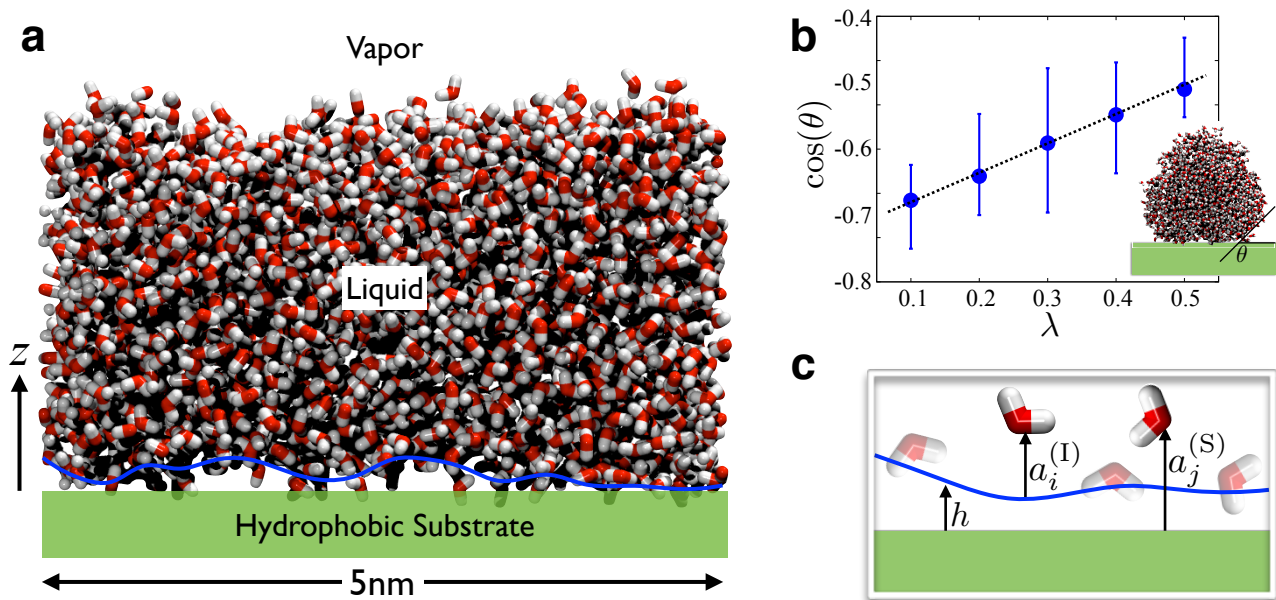 a
Vapor
Liquid
z
Hydrophobic Substrate
5nm
b
-0.4
-0.5
-0.6
-0.7
-0.8
cos(θ)
0.1 0.2 0.3 0.4 0.5
λ
θ
c
a_i^(I)
a_j^(S)
h